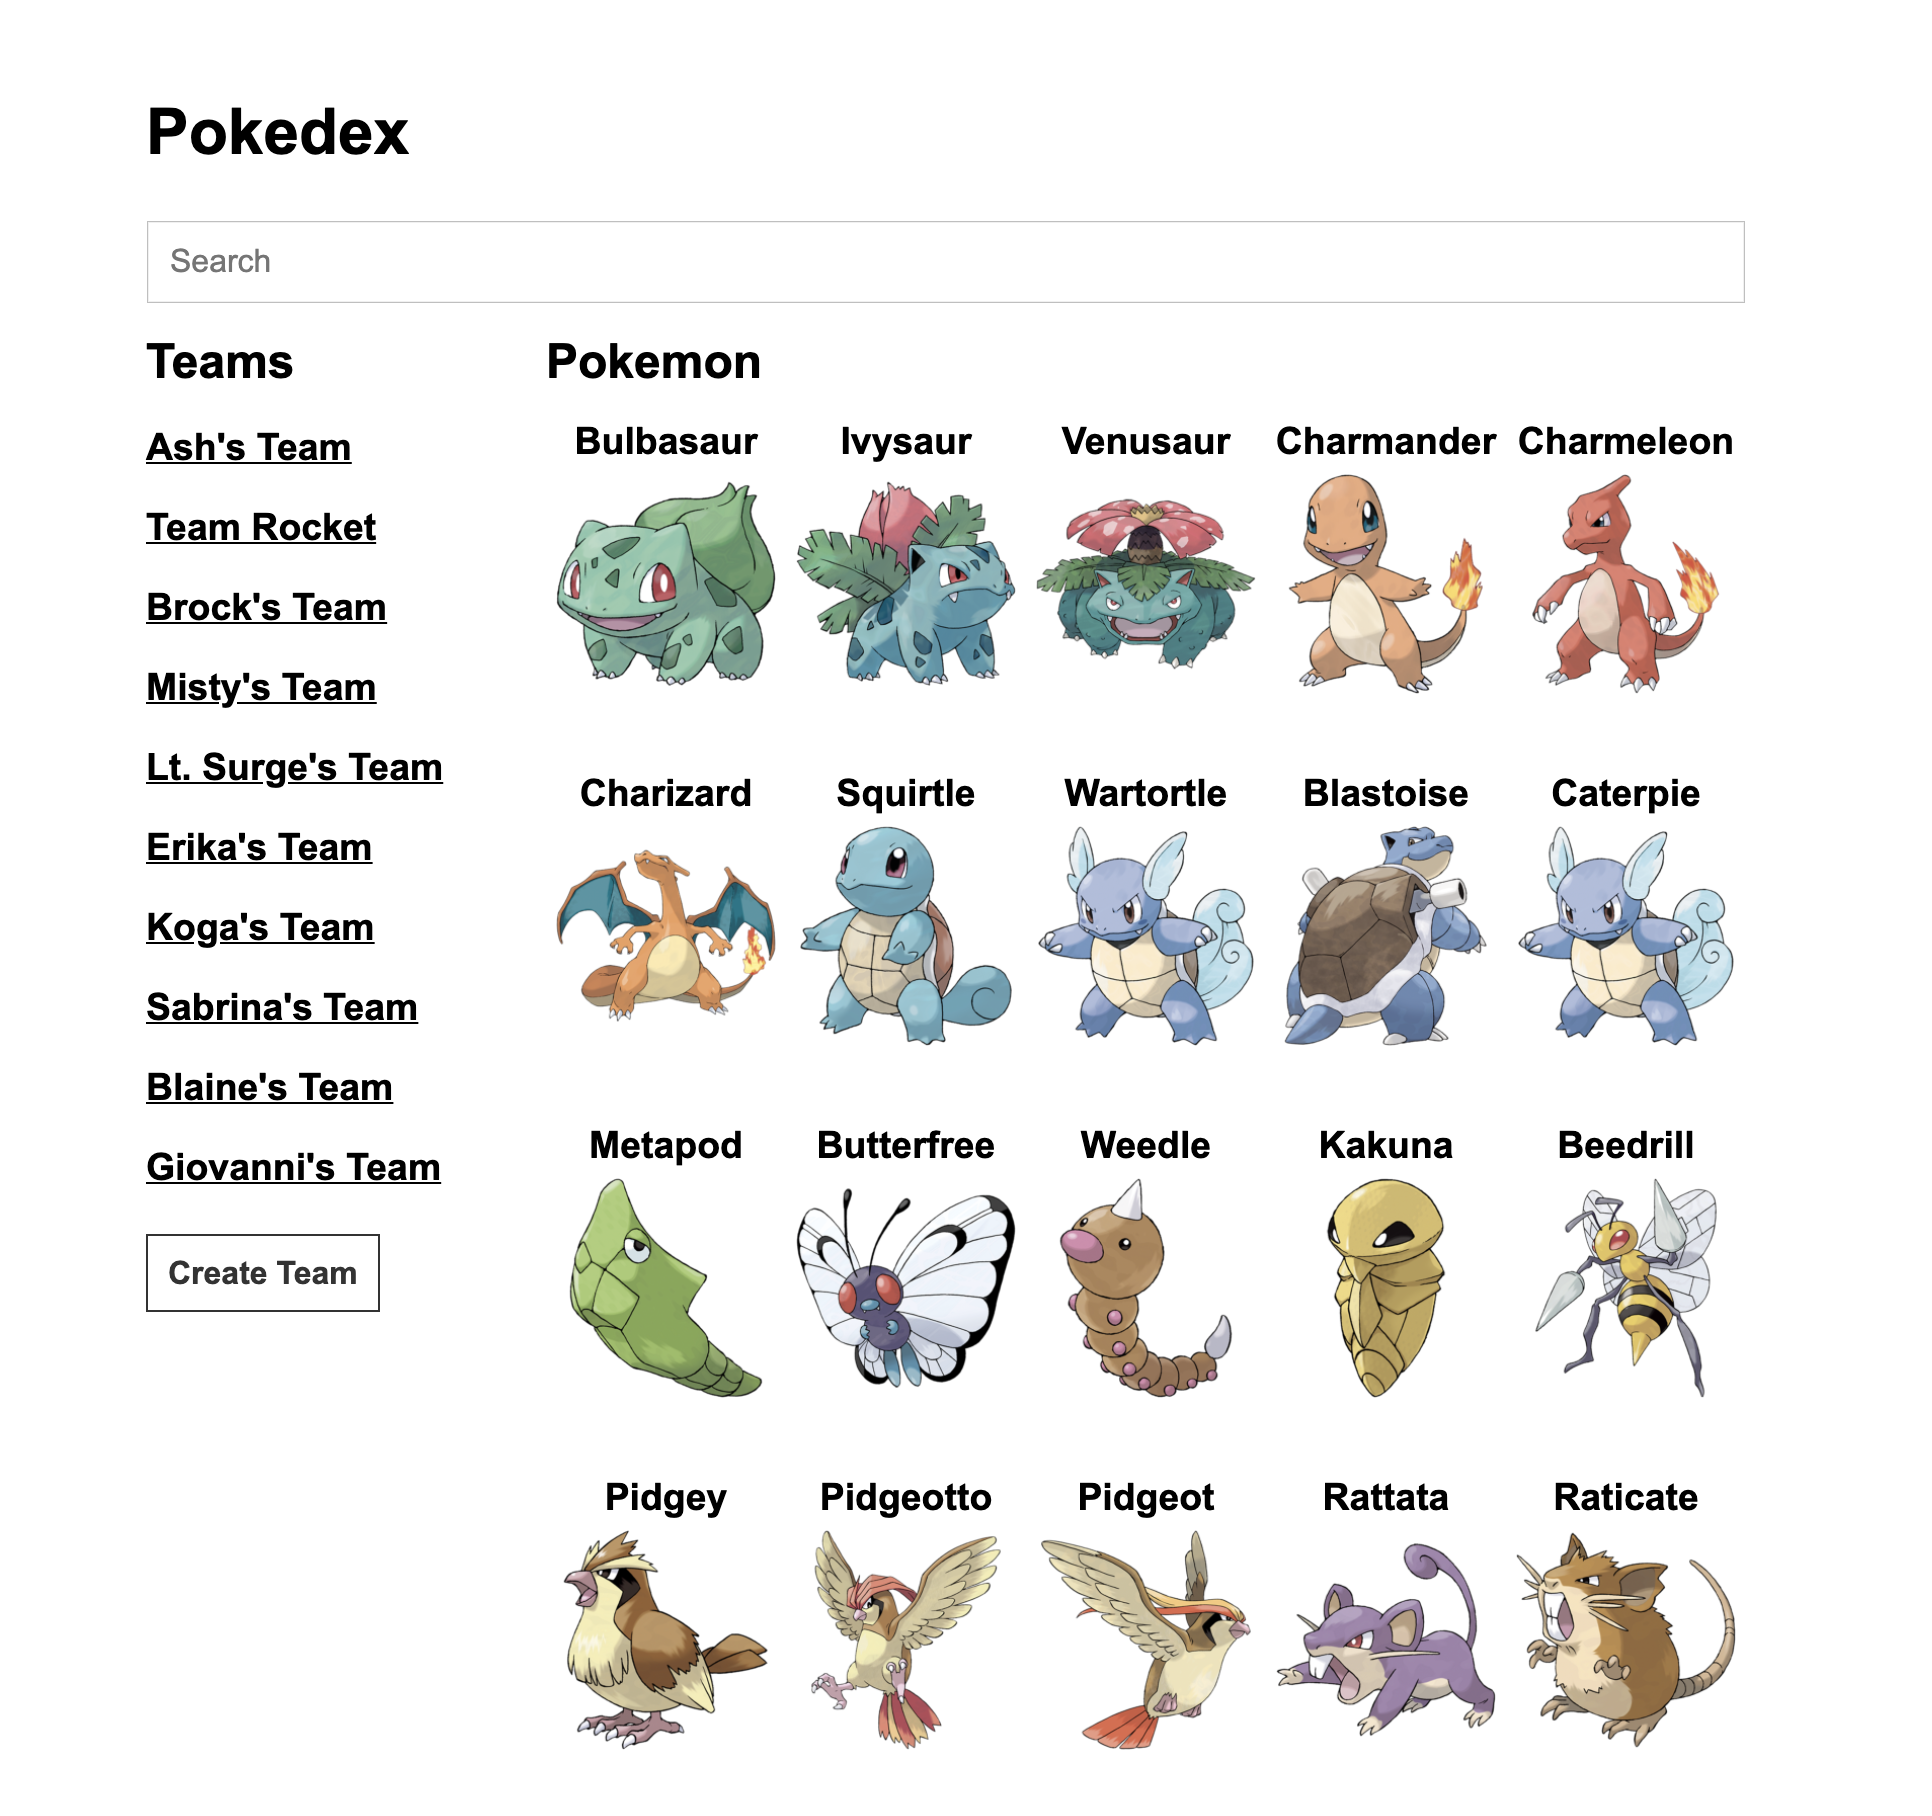 Pokedex
Search
Teams
Ash's Team
Team Rocket
Brock's Team
Misty's Team
Lt. Surge's Team
Erika's Team
Koga's Team
Sabrina's Team
Blaine's Team
Giovanni's Team
Create Team
Pokemon
Bulbasaur Ivysaur Venusaur Charmander Charmeleon
Charizard Squirtle Wartortle Blastoise Caterpie
Metapod Butterfree Weedle Kakuna Beedrill
Pidgey Pidgeotto Pidgeot Rattata Raticate